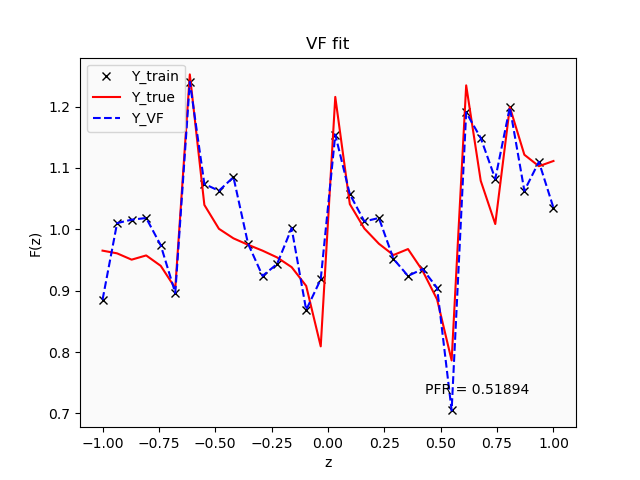 VF fit
Y_train
Y_true
Y_VF
F(z)
1.2
1.1
1.0
0.9
0.8
0.7
PFR = 0.51894
−1.00 −0.75 −0.50 −0.25 0.00 0.25 0.50 0.75 1.00
z